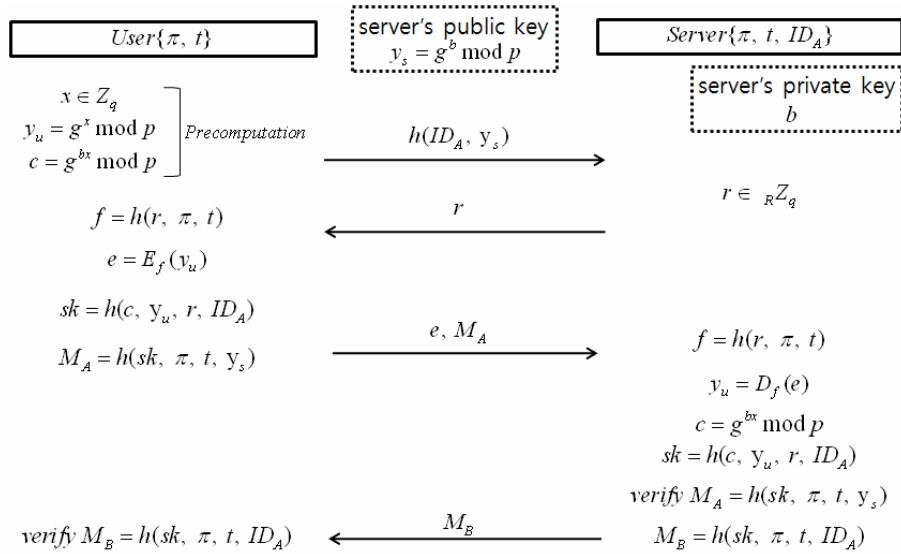 User{π, t}
server's public key
y_s = g^b mod p
Server{π, t, ID_A}
server's private key
b
x ∈ Z_q
y_u = g^x mod p
c = g^{bx} mod p
Precomputation
h(ID_A, y_s)
r ∈ _R Z_q
r
f = h(r, π, t)
e = E_f(y_u)
sk = h(c, y_u, r, ID_A)
M_A = h(sk, π, t, y_s)
e, M_A
f = h(r, π, t)
y_u = D_f(e)
c = g^{bx} mod p
sk = h(c, y_u, r, ID_A)
verify M_A = h(sk, π, t, y_s)
verify M_B = h(sk, π, t, ID_A)
M_B
M_B = h(sk, π, t, ID_A)